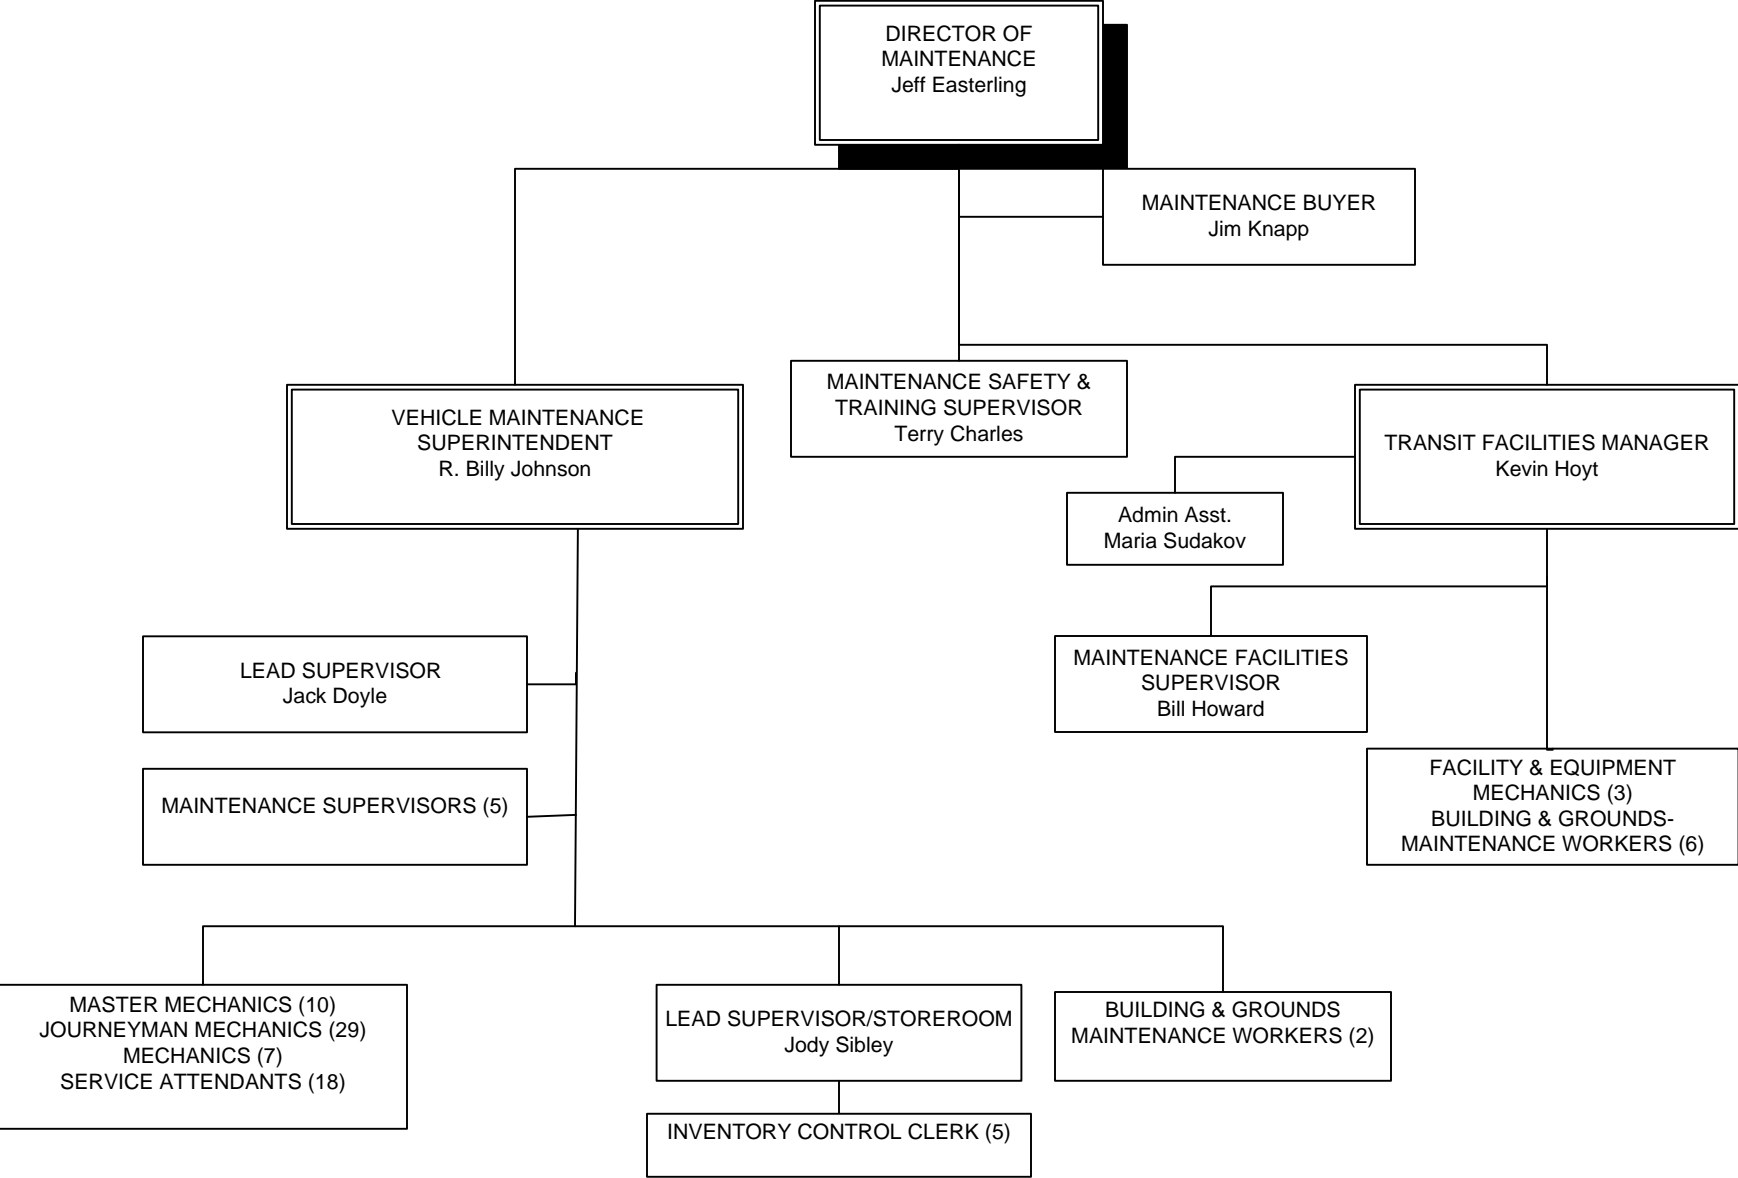 DIRECTOR OF
MAINTENANCE
Jeff Easterling
MAINTENANCE BUYER
Jim Knapp
MAINTENANCE SAFETY &
TRAINING SUPERVISOR
Terry Charles
VEHICLE MAINTENANCE
SUPERINTENDENT
R. Billy Johnson
TRANSIT FACILITIES MANAGER
Kevin Hoyt
Admin Asst.
Maria Sudakov
LEAD SUPERVISOR
Jack Doyle
MAINTENANCE FACILITIES
SUPERVISOR
Bill Howard
MAINTENANCE SUPERVISORS (5)
FACILITY & EQUIPMENT
MECHANICS (3)
BUILDING & GROUNDS-
MAINTENANCE WORKERS (6)
MASTER MECHANICS (10)
JOURNEYMAN MECHANICS (29)
MECHANICS (7)
SERVICE ATTENDANTS (18)
LEAD SUPERVISOR/STOREROOM
Jody Sibley
BUILDING & GROUNDS
MAINTENANCE WORKERS (2)
INVENTORY CONTROL CLERK (5)